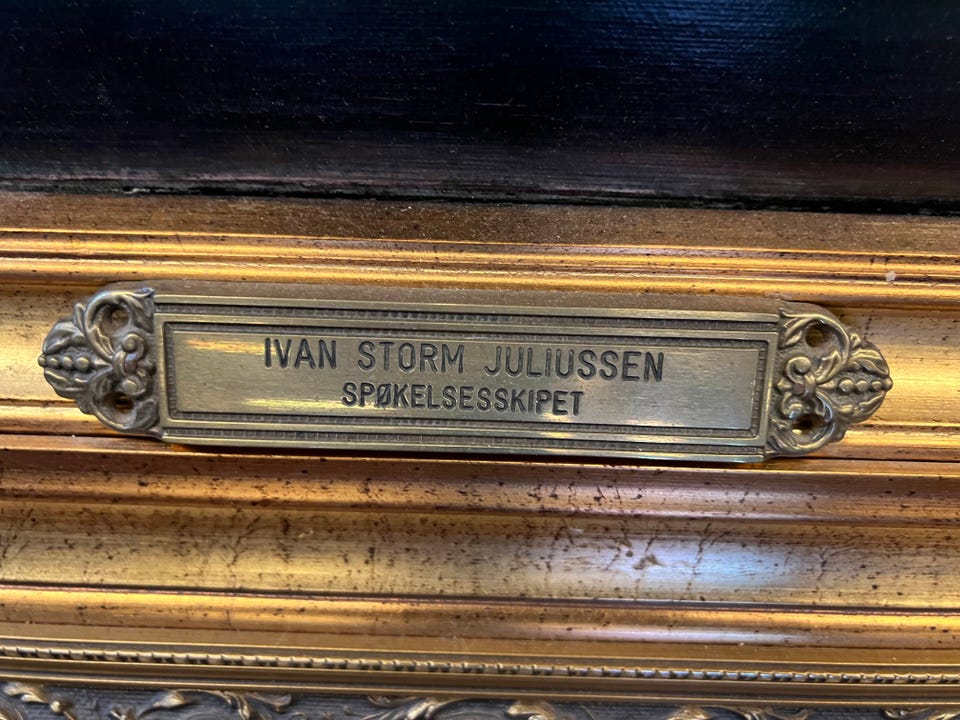 IVAN STORM JULIUSSEN
SPØKELSESSKIPET